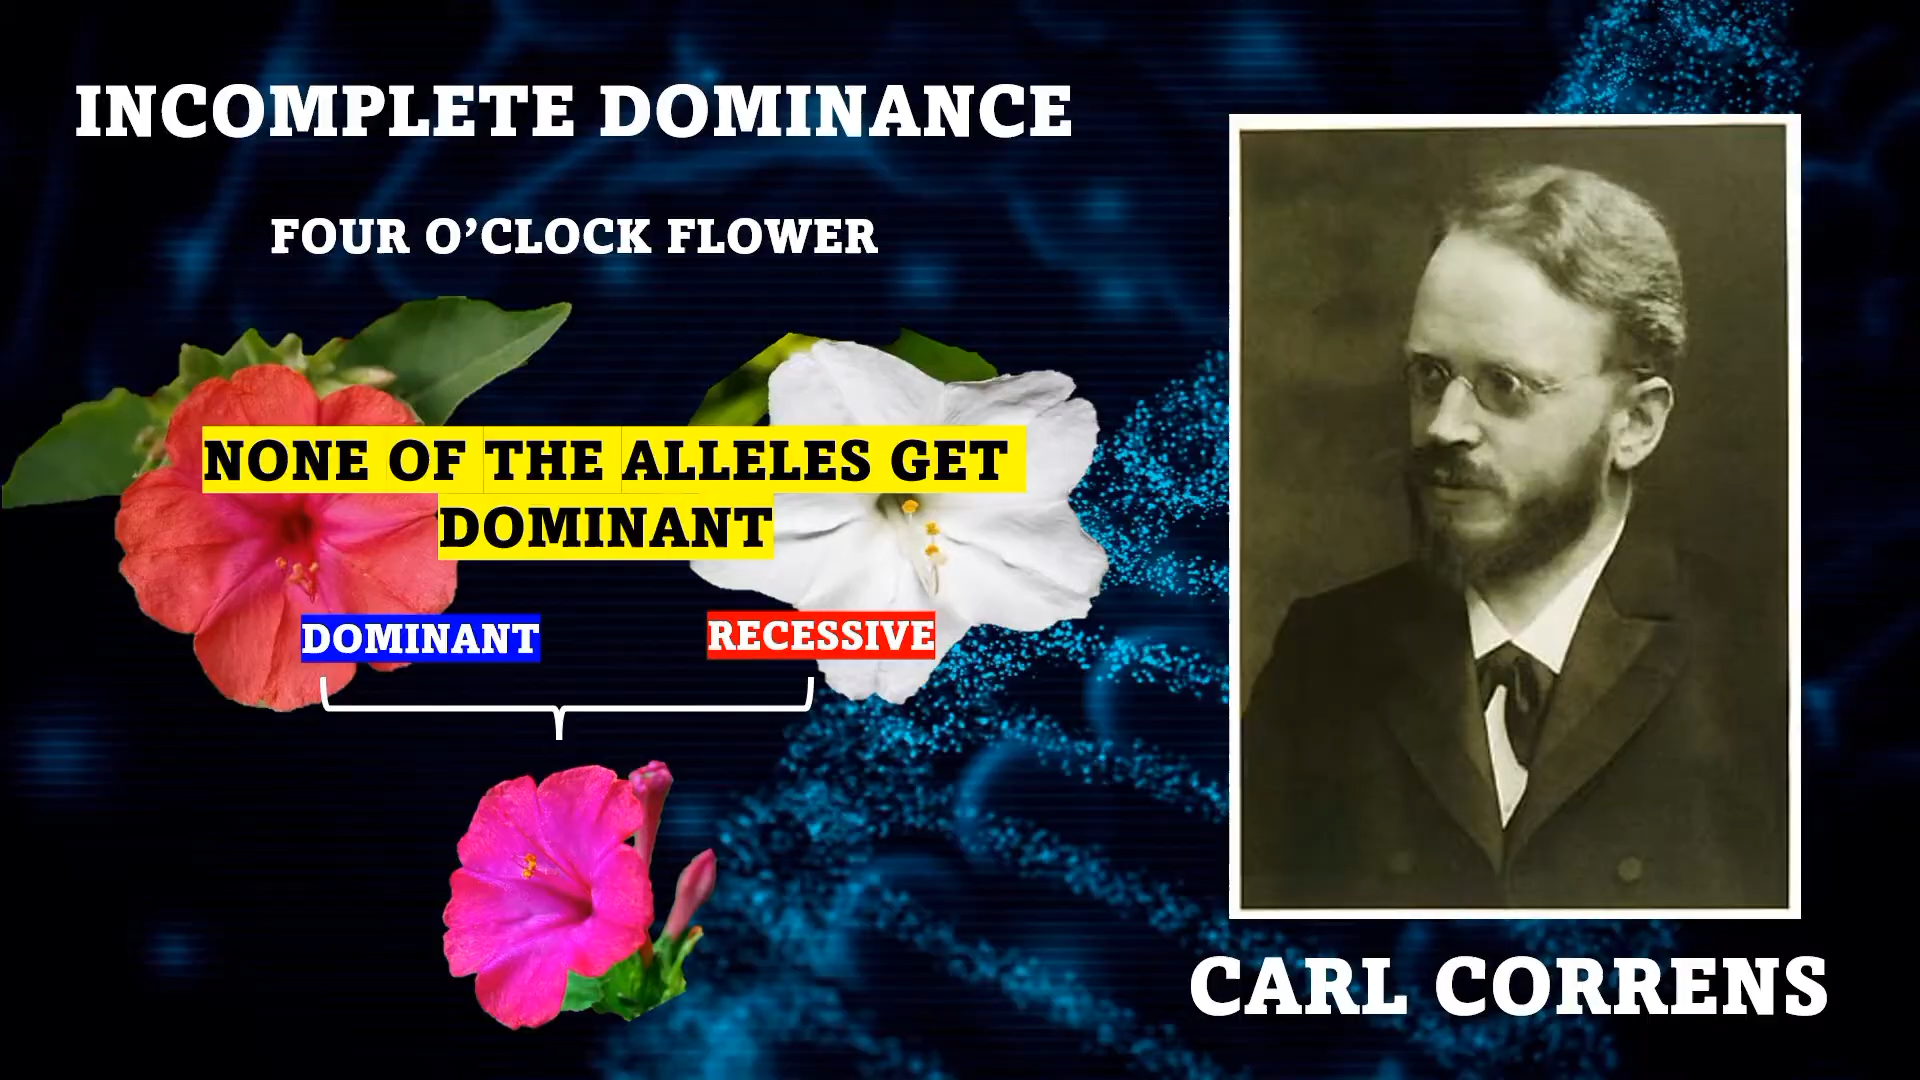 INCOMPLETE DOMINANCE
FOUR O’CLOCK FLOWER
NONE OF THE ALLELES GET
DOMINANT
DOMINANT
RECESSIVE
CARL CORRENS